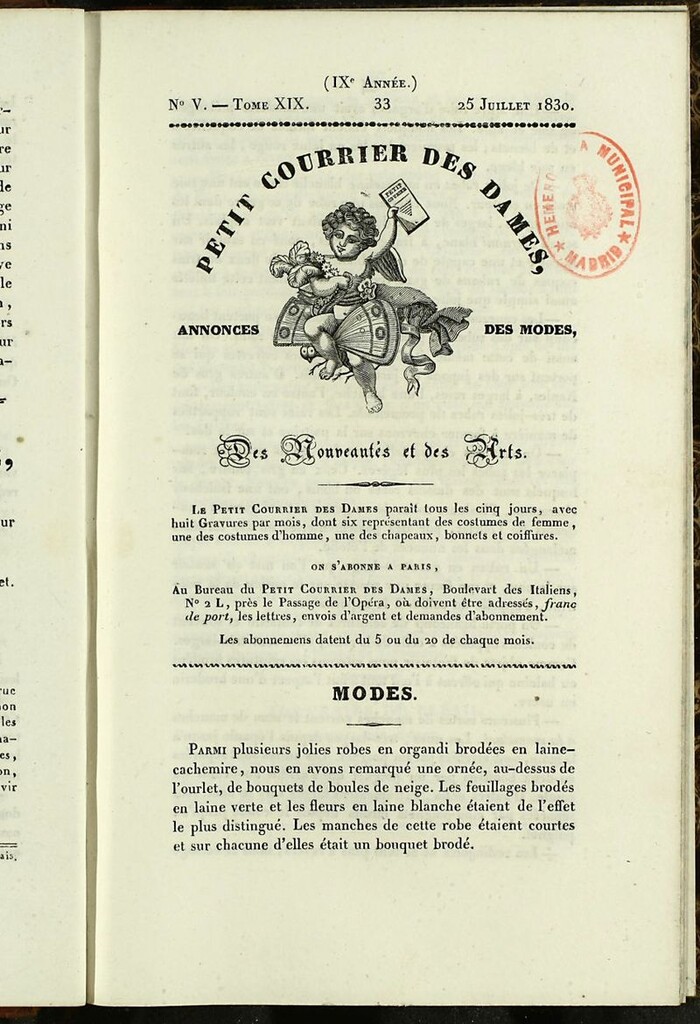 (IXe Année.)
No V. — Tome XIX. 33 25 Juillet 1830.
PETIT COURRIER DES DAMES,
PETIT COURRIER
ANNONCES DES MODES,
Des Nouveautés et des Arts.
Le Petit Courrier des Dames paraît tous les cinq jours, avec
huit Gravures par mois, dont six représentant des costumes de femme,
une des costumes d'homme, une des chapeaux, bonnets et coiffures.
ON S'ABONNE A PARIS,
Au Bureau du Petit Courrier des Dames, Boulevart des Italiens,
No 2 L, près le Passage de l'Opéra, où doivent être adressés, franc
de port, les lettres, envois d'argent et demandes d'abonnement.
Les abonnemens datent du 5 ou du 20 de chaque mois.
MODES.
Parmi plusieurs jolies robes en organdi brodées en laine-
cachemire, nous en avons remarqué une ornée, au-dessus de
l'ourlet, de bouquets de boules de neige. Les feuillages brodés
en laine verte et les fleurs en laine blanche étaient de l'effet
le plus distingué. Les manches de cette robe étaient courtes
et sur chacune d'elles était un bouquet brodé.
A MUNICIPAL
MADRID